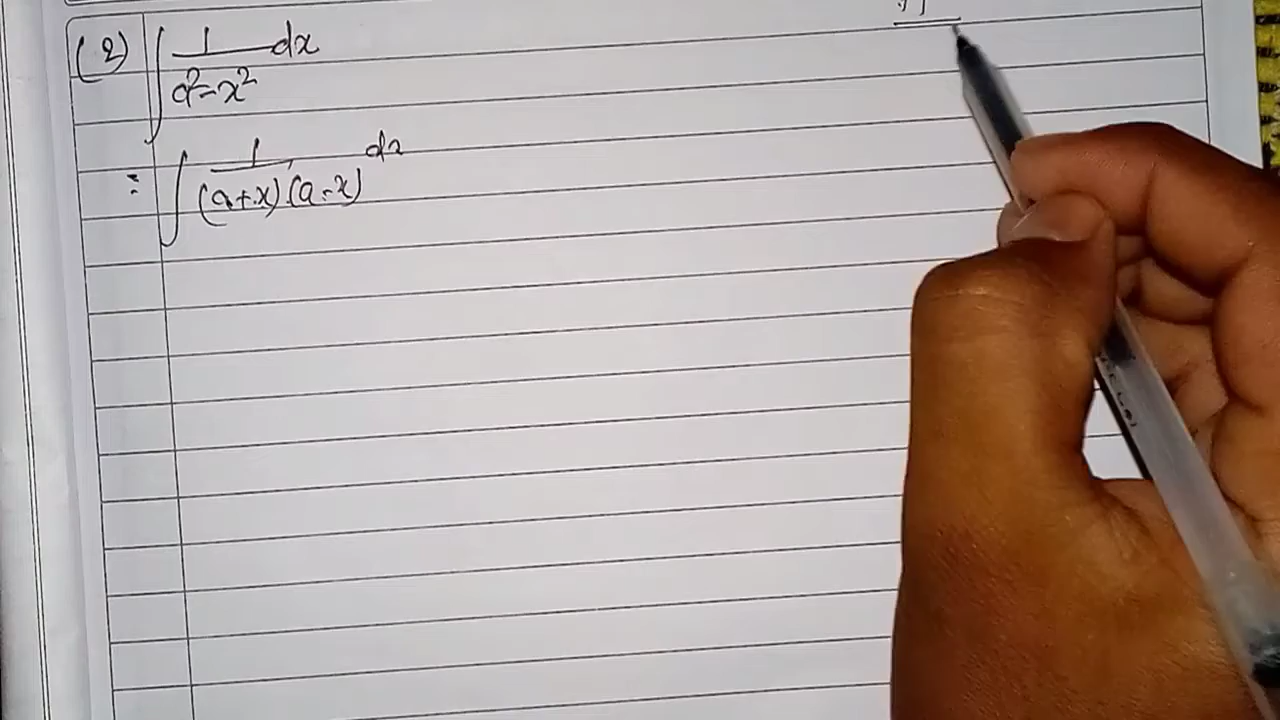 (2) ∫ 1/(a²-x²) dx
= ∫ 1/((a+x).(a-x)) dx